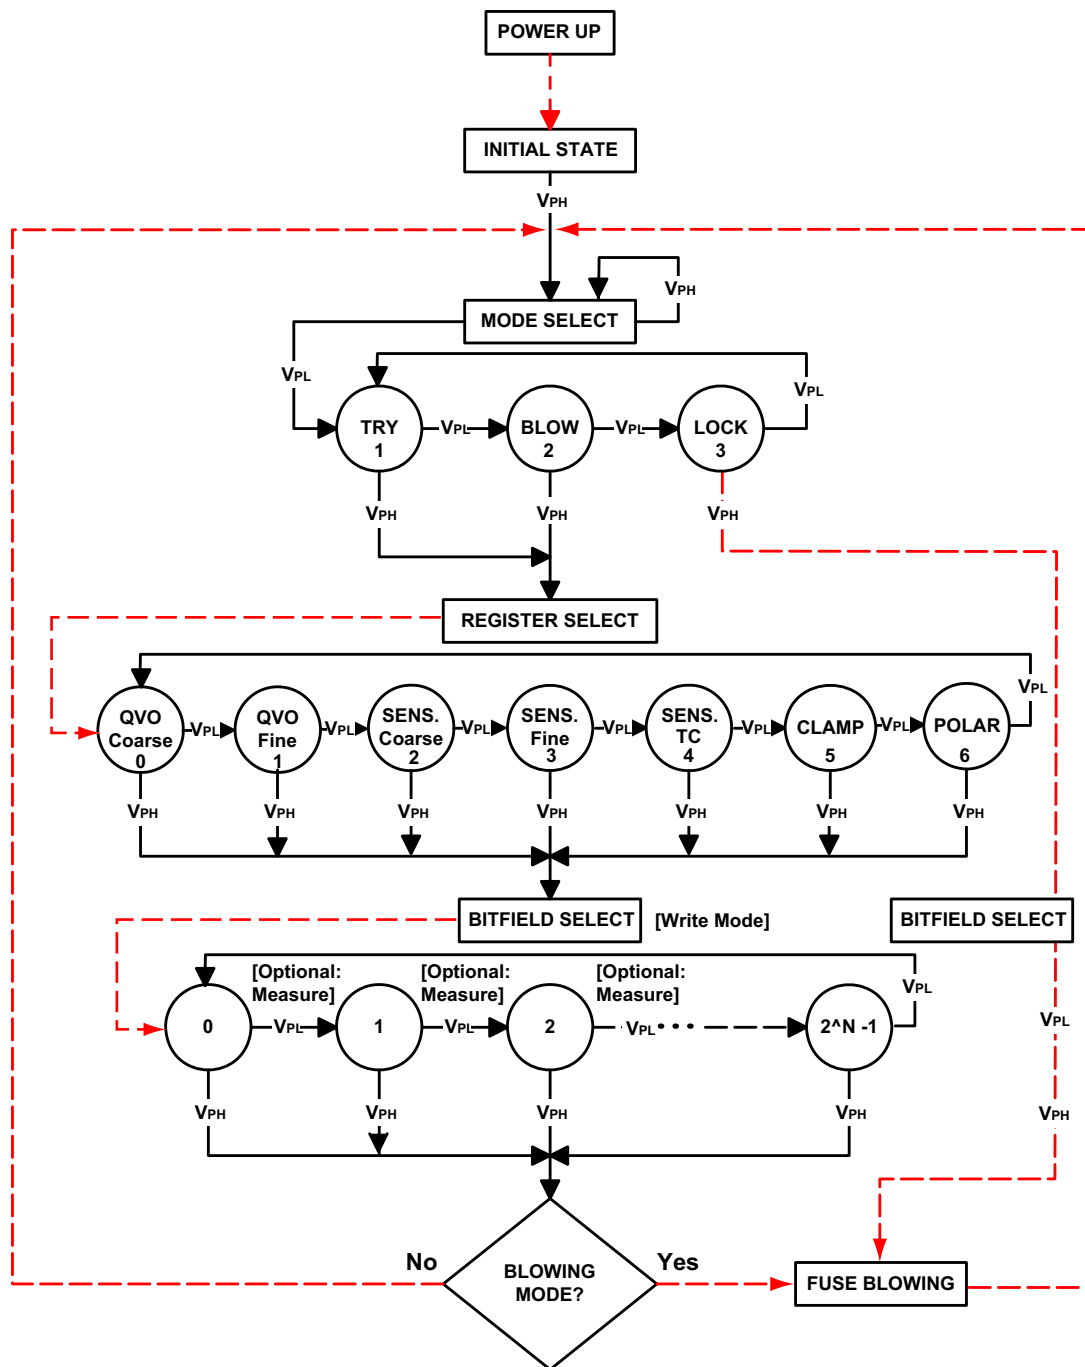 POWER UP
INITIAL STATE
VPH
VPH
MODE SELECT
VPL
VPL
TRY
1
VPL
BLOW
2
VPL
LOCK
3
VPH
VPH
VPH
REGISTER SELECT
VPL
QVO
Coarse
0
VPL
QVO
Fine
1
VPL
SENS.
Coarse
2
VPL
SENS.
Fine
3
VPL
SENS.
TC
4
VPL
CLAMP
5
VPL
POLAR
6
VPH
VPH
VPH
VPH
VPH
VPH
VPH
BITFIELD SELECT
[Write Mode]
BITFIELD SELECT
[Optional:
Measure]
[Optional:
Measure]
[Optional:
Measure]
VPL
0
VPL
1
VPL
2
VPL
• • •
2^N -1
VPL
VPH
VPH
VPH
VPH
VPH
No
BLOWING
MODE?
Yes
FUSE BLOWING